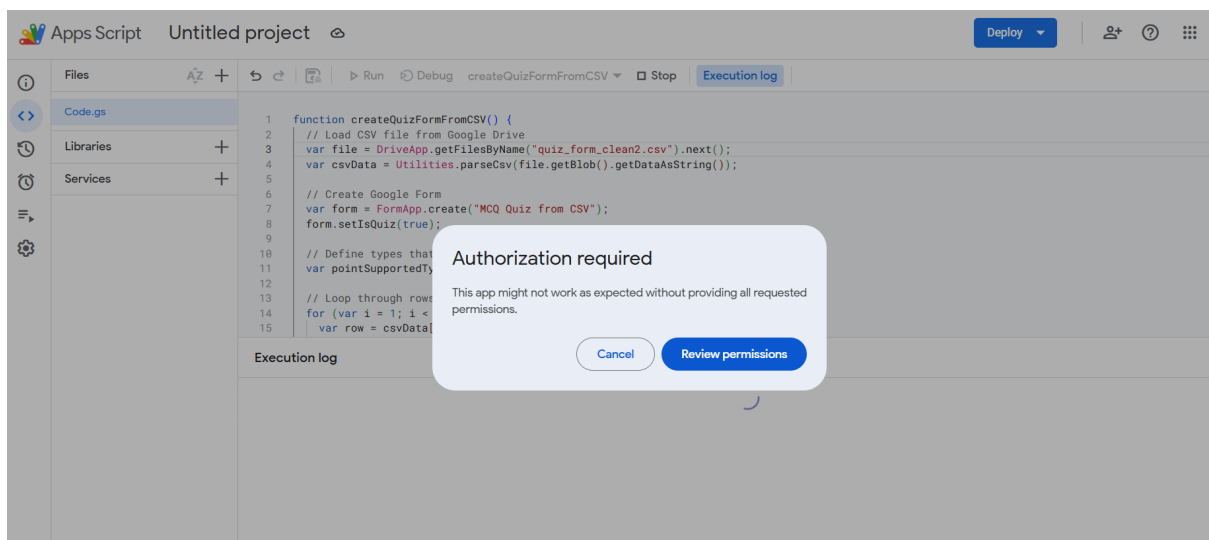 Apps Script Untitled project
Deploy
Files
AZ
Run Debug createQuizFormFromCSV Stop Execution log
Code.gs
Libraries
Services
1 function createQuizFormFromCSV() {
2 // Load CSV file from Google Drive
3 var file = DriveApp.getFilesByName("quiz_form_clean2.csv").next();
4 var csvData = Utilities.parseCsv(file.getBlob().getDataAsString());
5
6 // Create Google Form
7 var form = FormApp.create("MCQ Quiz from CSV");
8 form.setIsQuiz(true);
9
10 // Define types that
11 var pointSupportedTy
12
13 // Loop through rows
14 for (var i = 1; i <
15 var row = csvData[
Authorization required
This app might not work as expected without providing all requested
permissions.
Cancel Review permissions
Execution log